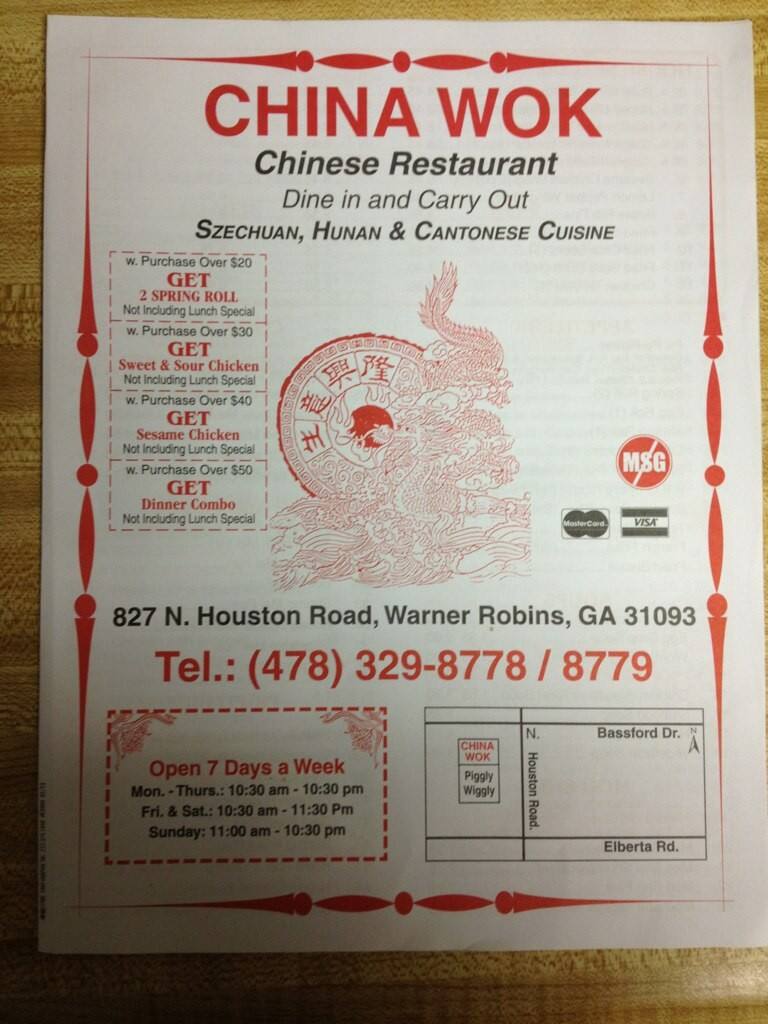 CHINA WOK
Chinese Restaurant
Dine in and Carry Out
SZECHUAN, HUNAN & CANTONESE CUISINE
w. Purchase Over $20
GET
2 SPRING ROLL
Not Including Lunch Special
w. Purchase Over $30
GET
Sweet & Sour Chicken
Not Including Lunch Special
w. Purchase Over $40
GET
Sesame Chicken
Not Including Lunch Special
w. Purchase Over $50
GET
Dinner Combo
Not Including Lunch Special
生意興隆
MSG
MasterCard
VISA
827 N. Houston Road, Warner Robins, GA 31093
Tel.: (478) 329-8778 / 8779
Open 7 Days a Week
Mon. - Thurs.: 10:30 am - 10:30 pm
Fri. & Sat.: 10:30 am - 11:30 Pm
Sunday: 11:00 am - 10:30 pm
CHINA
WOK
Piggly
Wiggly
N.
Houston Road.
Bassford Dr.
N
Elberta Rd.